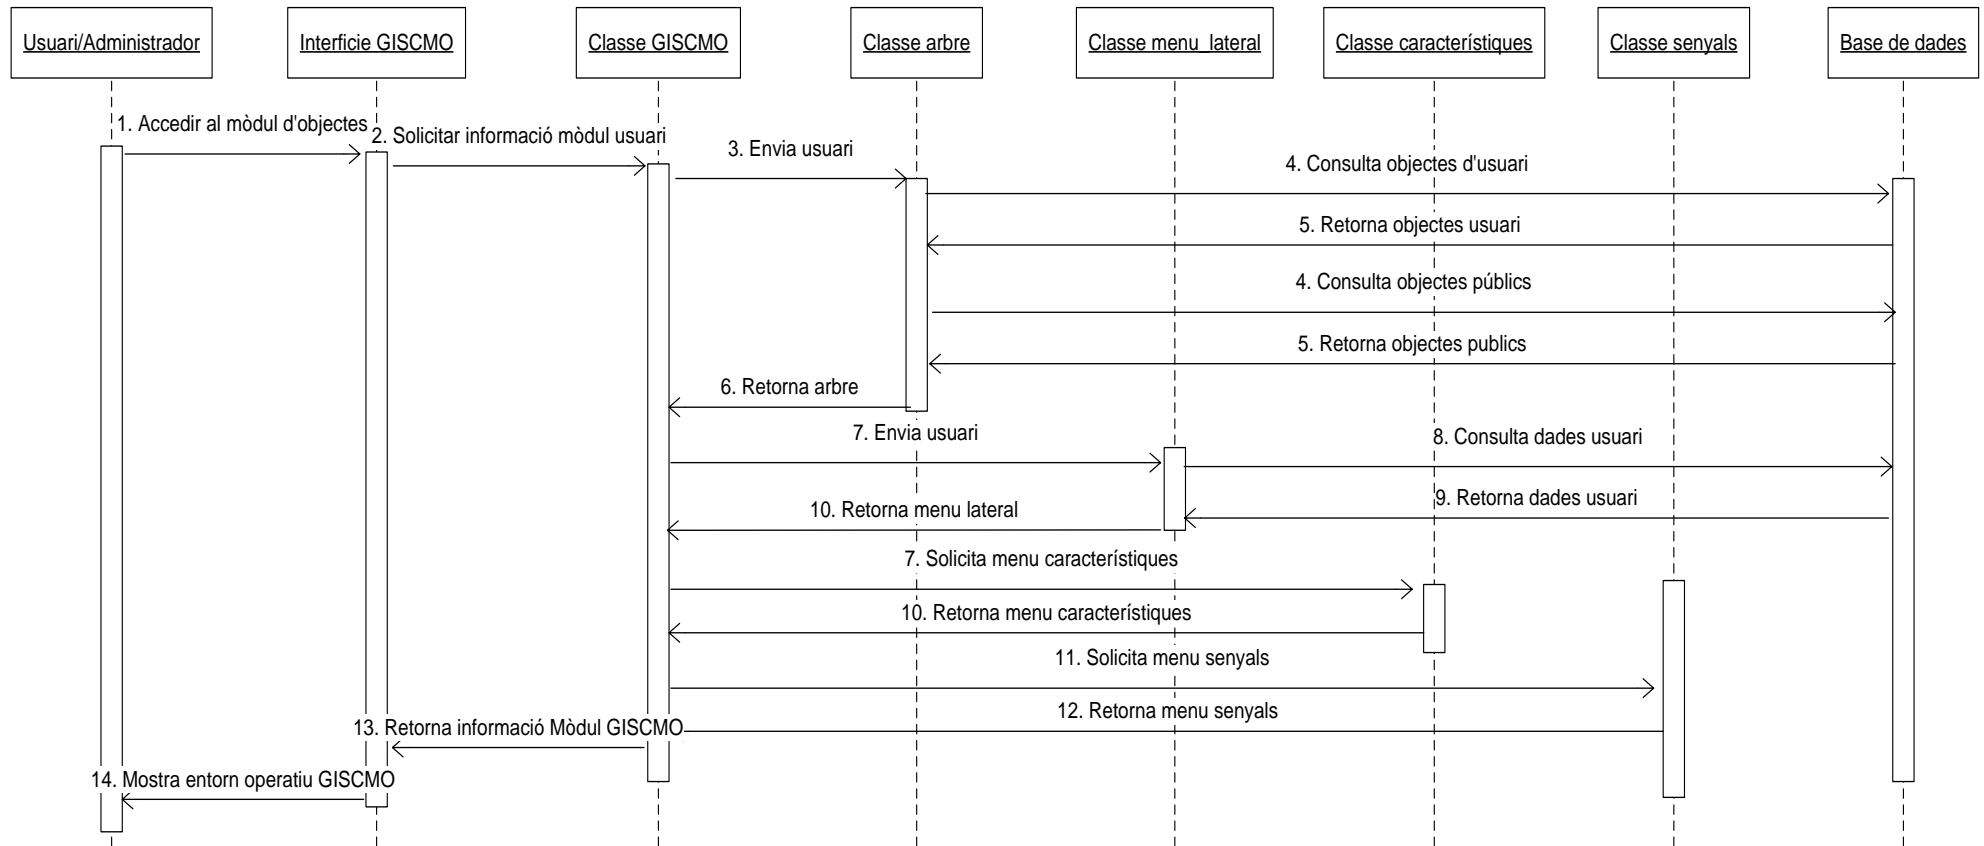 Usuari/Administrador
Interficie GISCMO
Classe GISCMO
Classe arbre
Classe menu_lateral
Classe característiques
Classe senyals
Base de dades
1. Accedir al mòdul d'objectes
2. Solicitar informació mòdul usuari
3. Envia usuari
4. Consulta objectes d'usuari
5. Retorna objectes usuari
4. Consulta objectes públics
5. Retorna objectes publics
6. Retorna arbre
7. Envia usuari
8. Consulta dades usuari
9. Retorna dades usuari
10. Retorna menu lateral
7. Solicita menu característiques
10. Retorna menu característiques
11. Solicita menu senyals
12. Retorna menu senyals
13. Retorna informació Mòdul GISCMO
14. Mostra entorn operatiu GISCMO